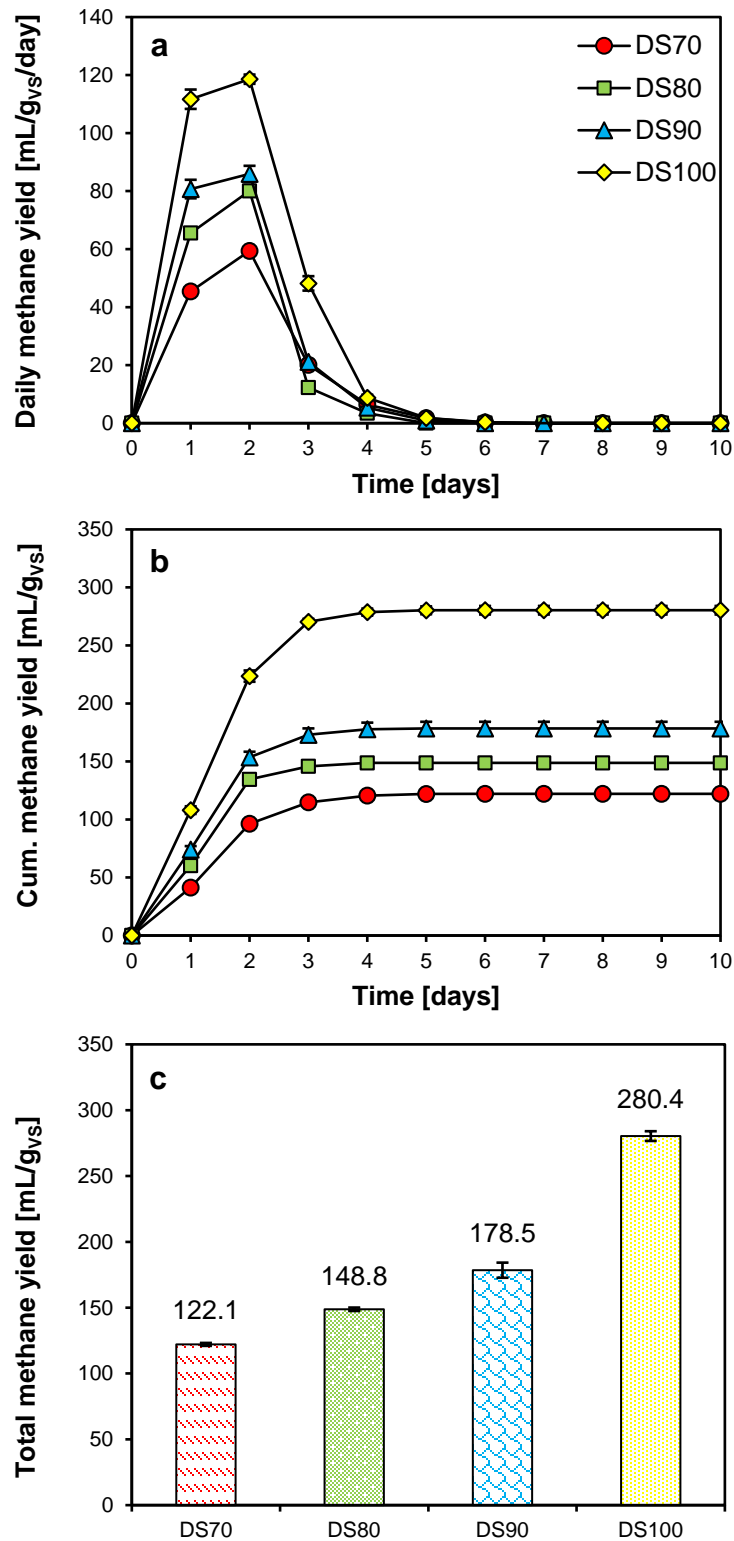 a
DS70
DS80
DS90
DS100
Daily methane yield [mL/gVS/day]
140
120
100
80
60
40
20
0
0 1 2 3 4 5 6 7 8 9 10
Time [days]
b
Cum. methane yield [mL/gVS]
350
300
250
200
150
100
50
0
0 1 2 3 4 5 6 7 8 9 10
Time [days]
c
Total methane yield [mL/gVS]
350
300
250
200
150
100
50
0
122.1
148.8
178.5
280.4
DS70 DS80 DS90 DS100